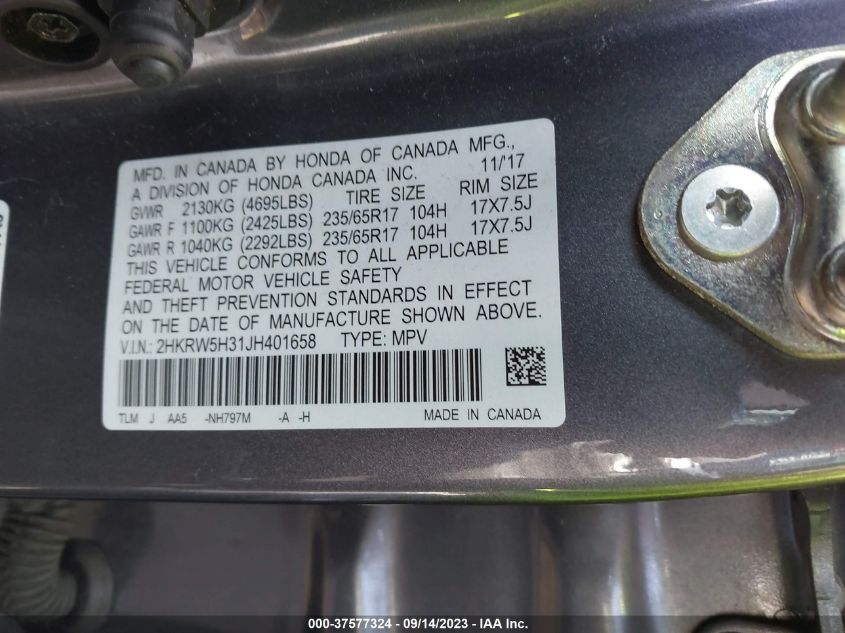 MFD. IN CANADA BY HONDA OF CANADA MFG.,
A DIVISION OF HONDA CANADA INC. 11/'17
GVWR 2130KG (4695LBS) TIRE SIZE RIM SIZE
GAWR F 1100KG (2425LBS) 235/65R17 104H 17X7.5J
GAWR R 1040KG (2292LBS) 235/65R17 104H 17X7.5J
THIS VEHICLE CONFORMS TO ALL APPLICABLE
FEDERAL MOTOR VEHICLE SAFETY
AND THEFT PREVENTION STANDARDS IN EFFECT
ON THE DATE OF MANUFACTURE SHOWN ABOVE.
V.I.N.: 2HKRW5H31JH401658 TYPE: MPV
TLM J AA5 -NH797M -A -H MADE IN CANADA
000-37577324 | 09/14/2023 | IAA Inc.